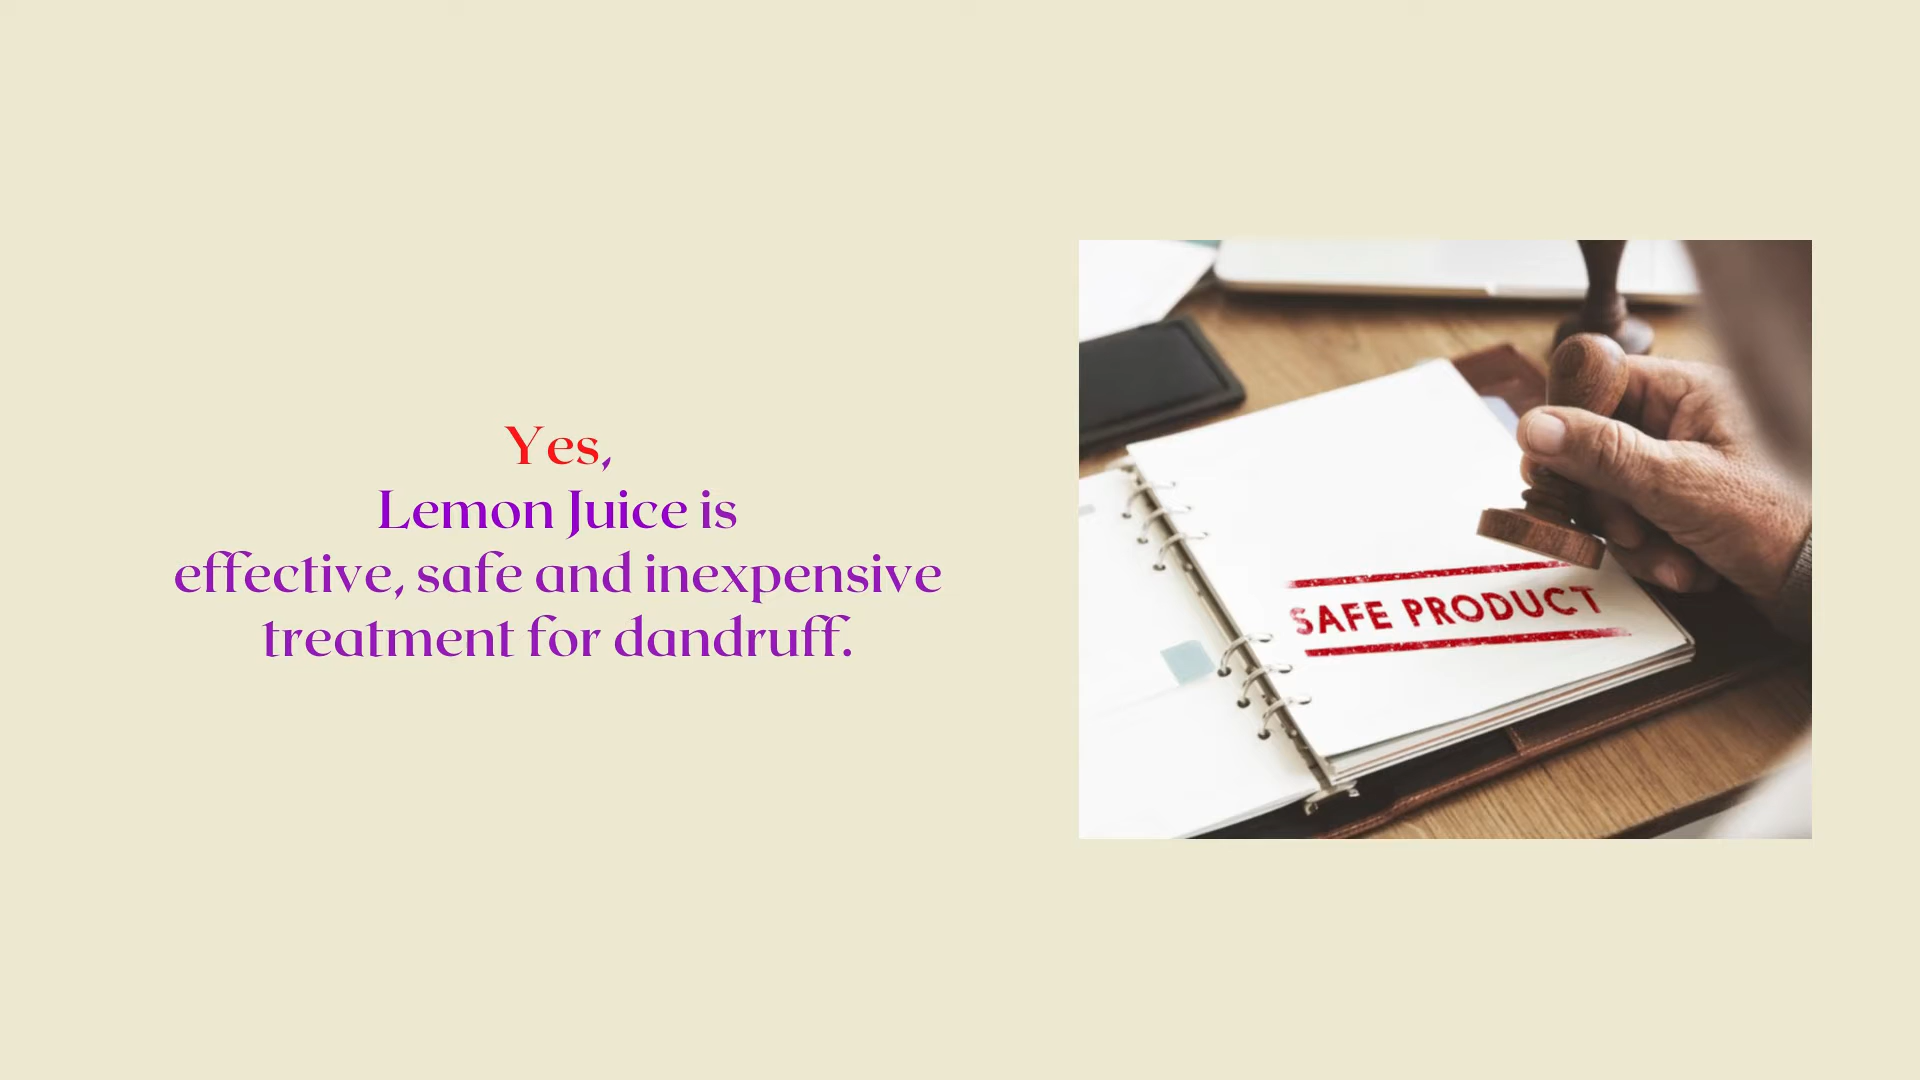 Yes,
Lemon Juice is
effective, safe and inexpensive
treatment for dandruff.
SAFE PRODUCT